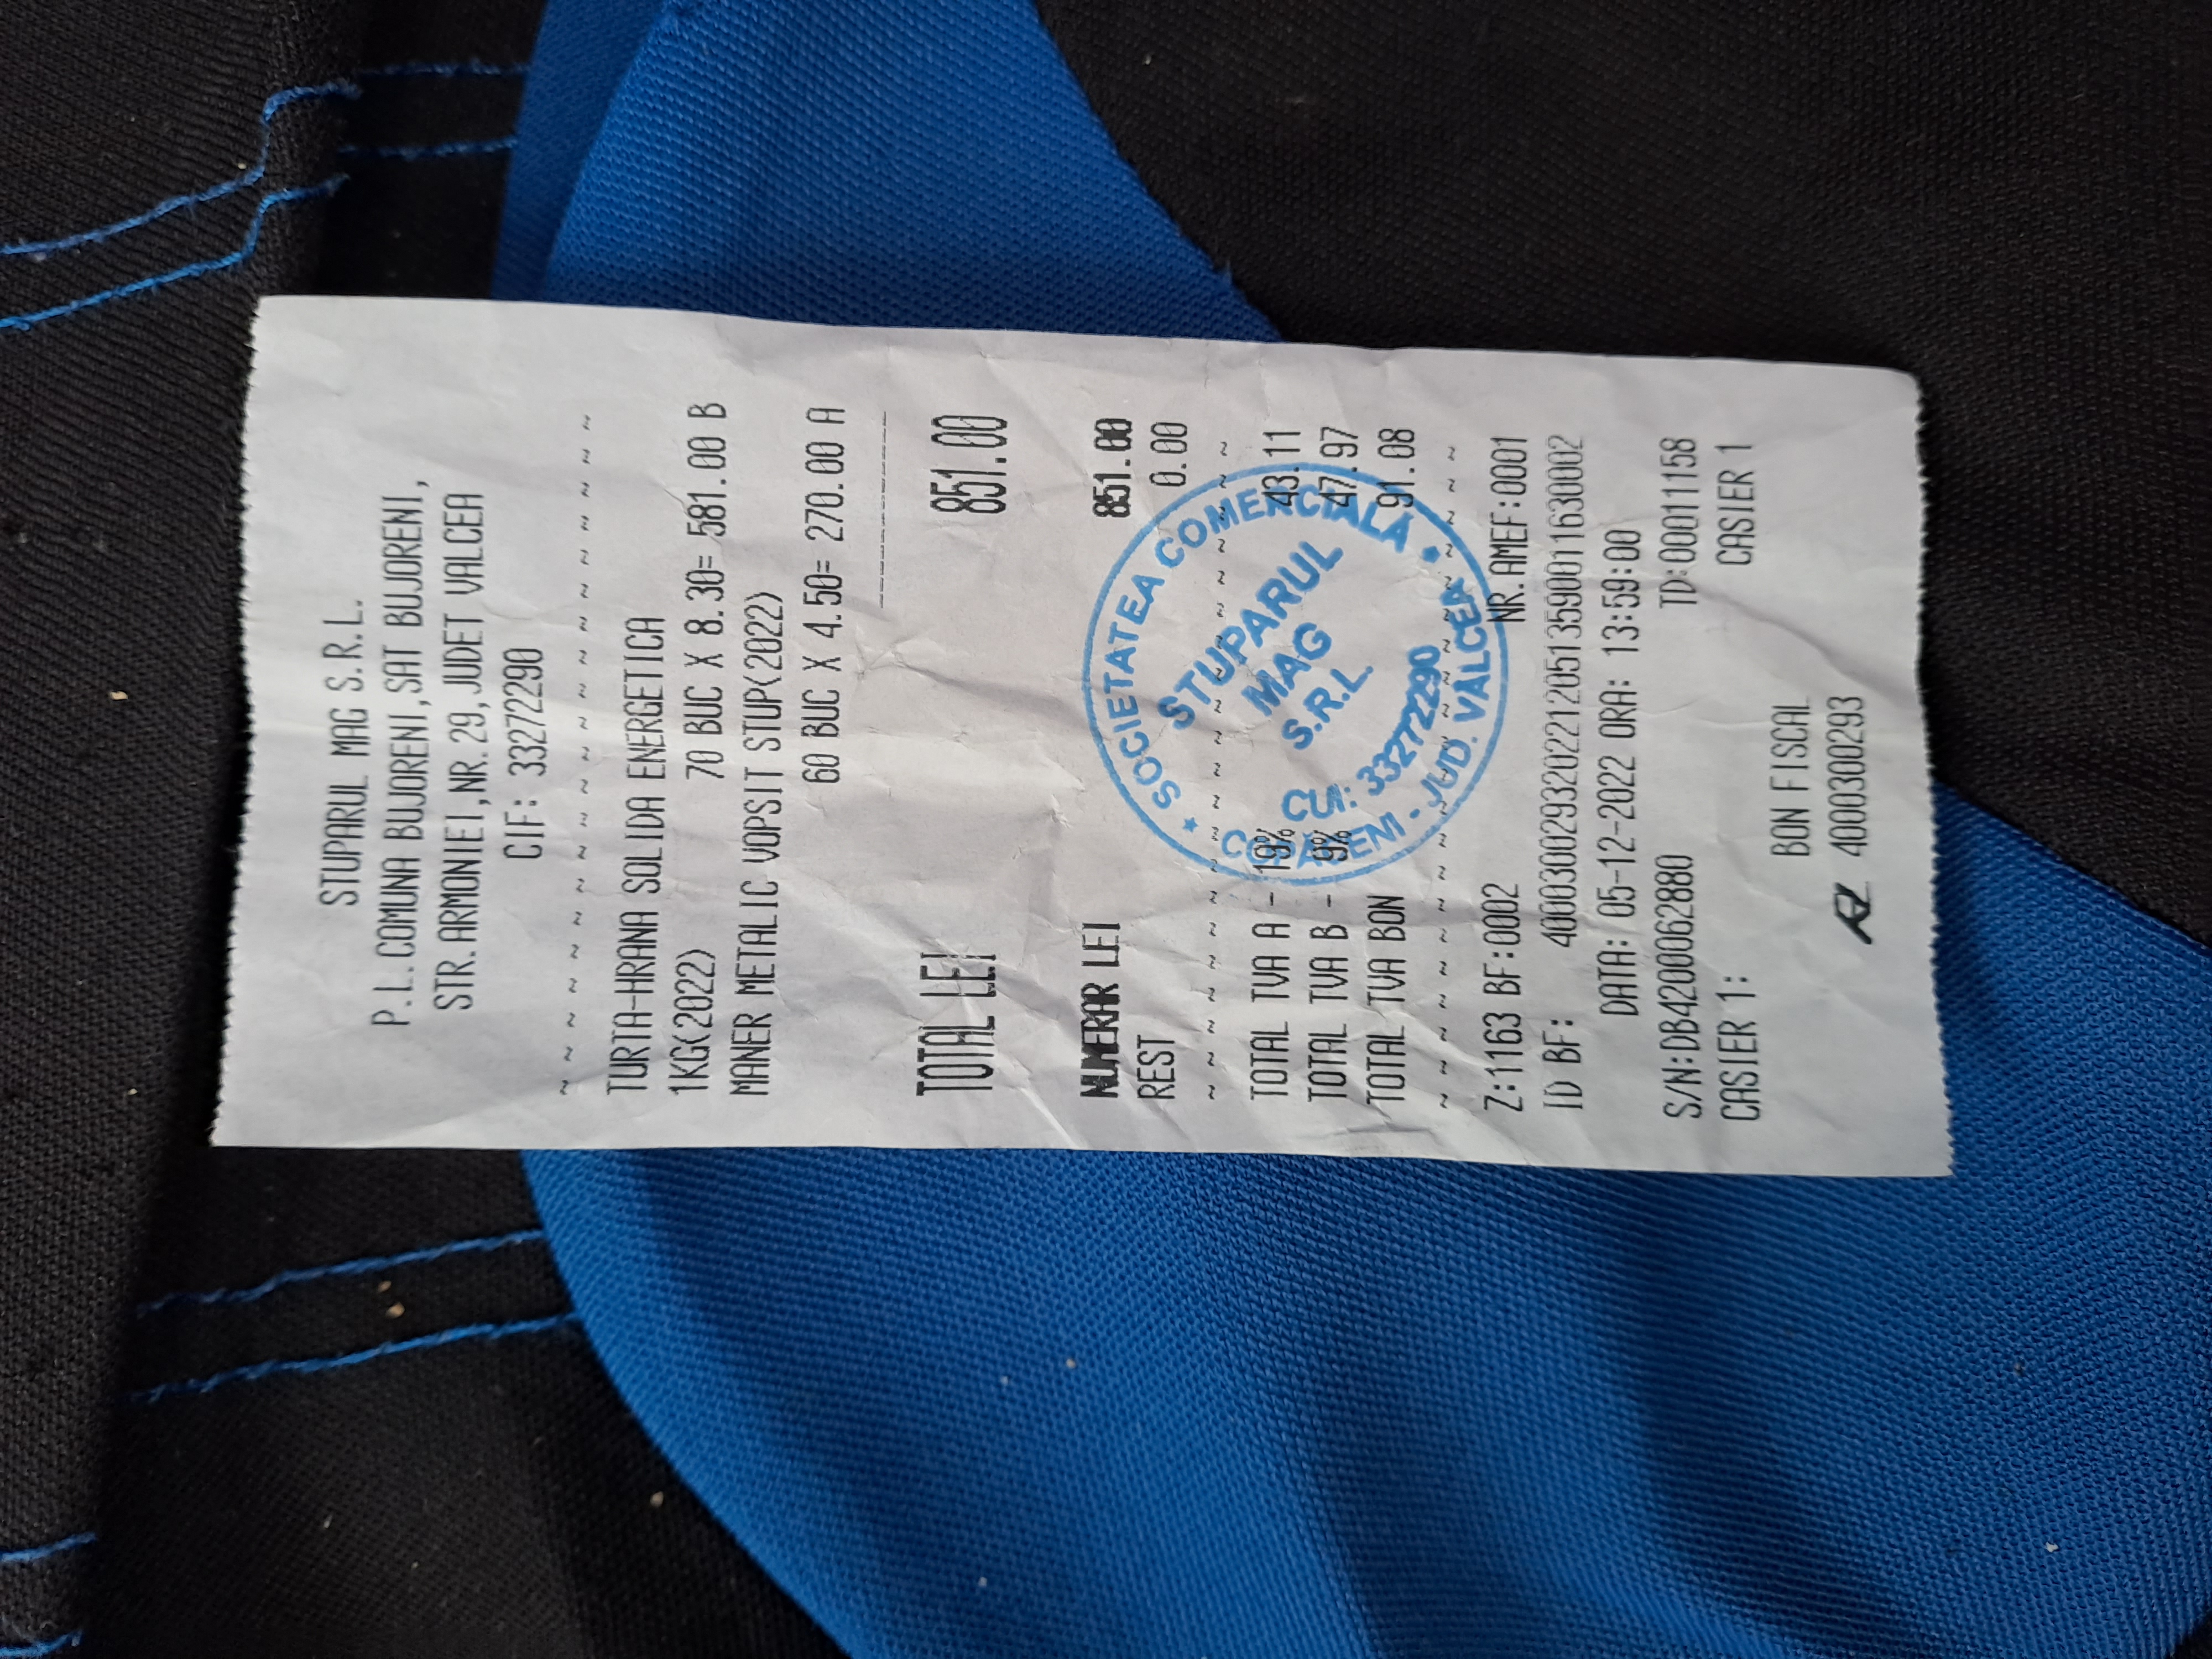 STUPARUL MAG S.R.L.
P.L.COMUNA BUJORENI,SAT BUJORENI,
STR.ARMONIEI,NR.29,JUDET VALCEA
CIF: 33272290
~ ~ ~ ~ ~ ~ ~ ~ ~ ~ ~ ~ ~ ~ ~ ~
TURTA-HRANA SOLIDA ENERGETICA
1KG(2022) 70 BUC X 8.30= 581.00 B
MANER METALIC VOPSIT STUP(2022)
60 BUC X 4.50= 270.00 A
TOTAL LEI 851.00
NUMERAR LEI 851.00
REST 0.00
~ ~ ~ ~ ~ ~ ~ ~ ~ ~ ~ ~ ~ ~ ~ ~
TOTAL TVA A - 19% 43.11
TOTAL TVA B - 9% 47.97
TOTAL TVA BON 91.08
~ ~ ~ ~ ~ ~ ~ ~ ~ ~ ~ ~ ~ ~ ~ ~
Z:1163 BF:0002 NR.AMEF:0001
ID BF: 40003002932022120513590011630002
DATA: 05-12-2022 ORA: 13:59:00
S/N:DB4200062880 TD:00011158
CASIER 1: CASIER 1
BON FISCAL
4000300293
SOCIETATEA COMERCIALĂ
STUPARUL
MAG
S.R.L.
CUI: 33272290
JUD. VALCEA